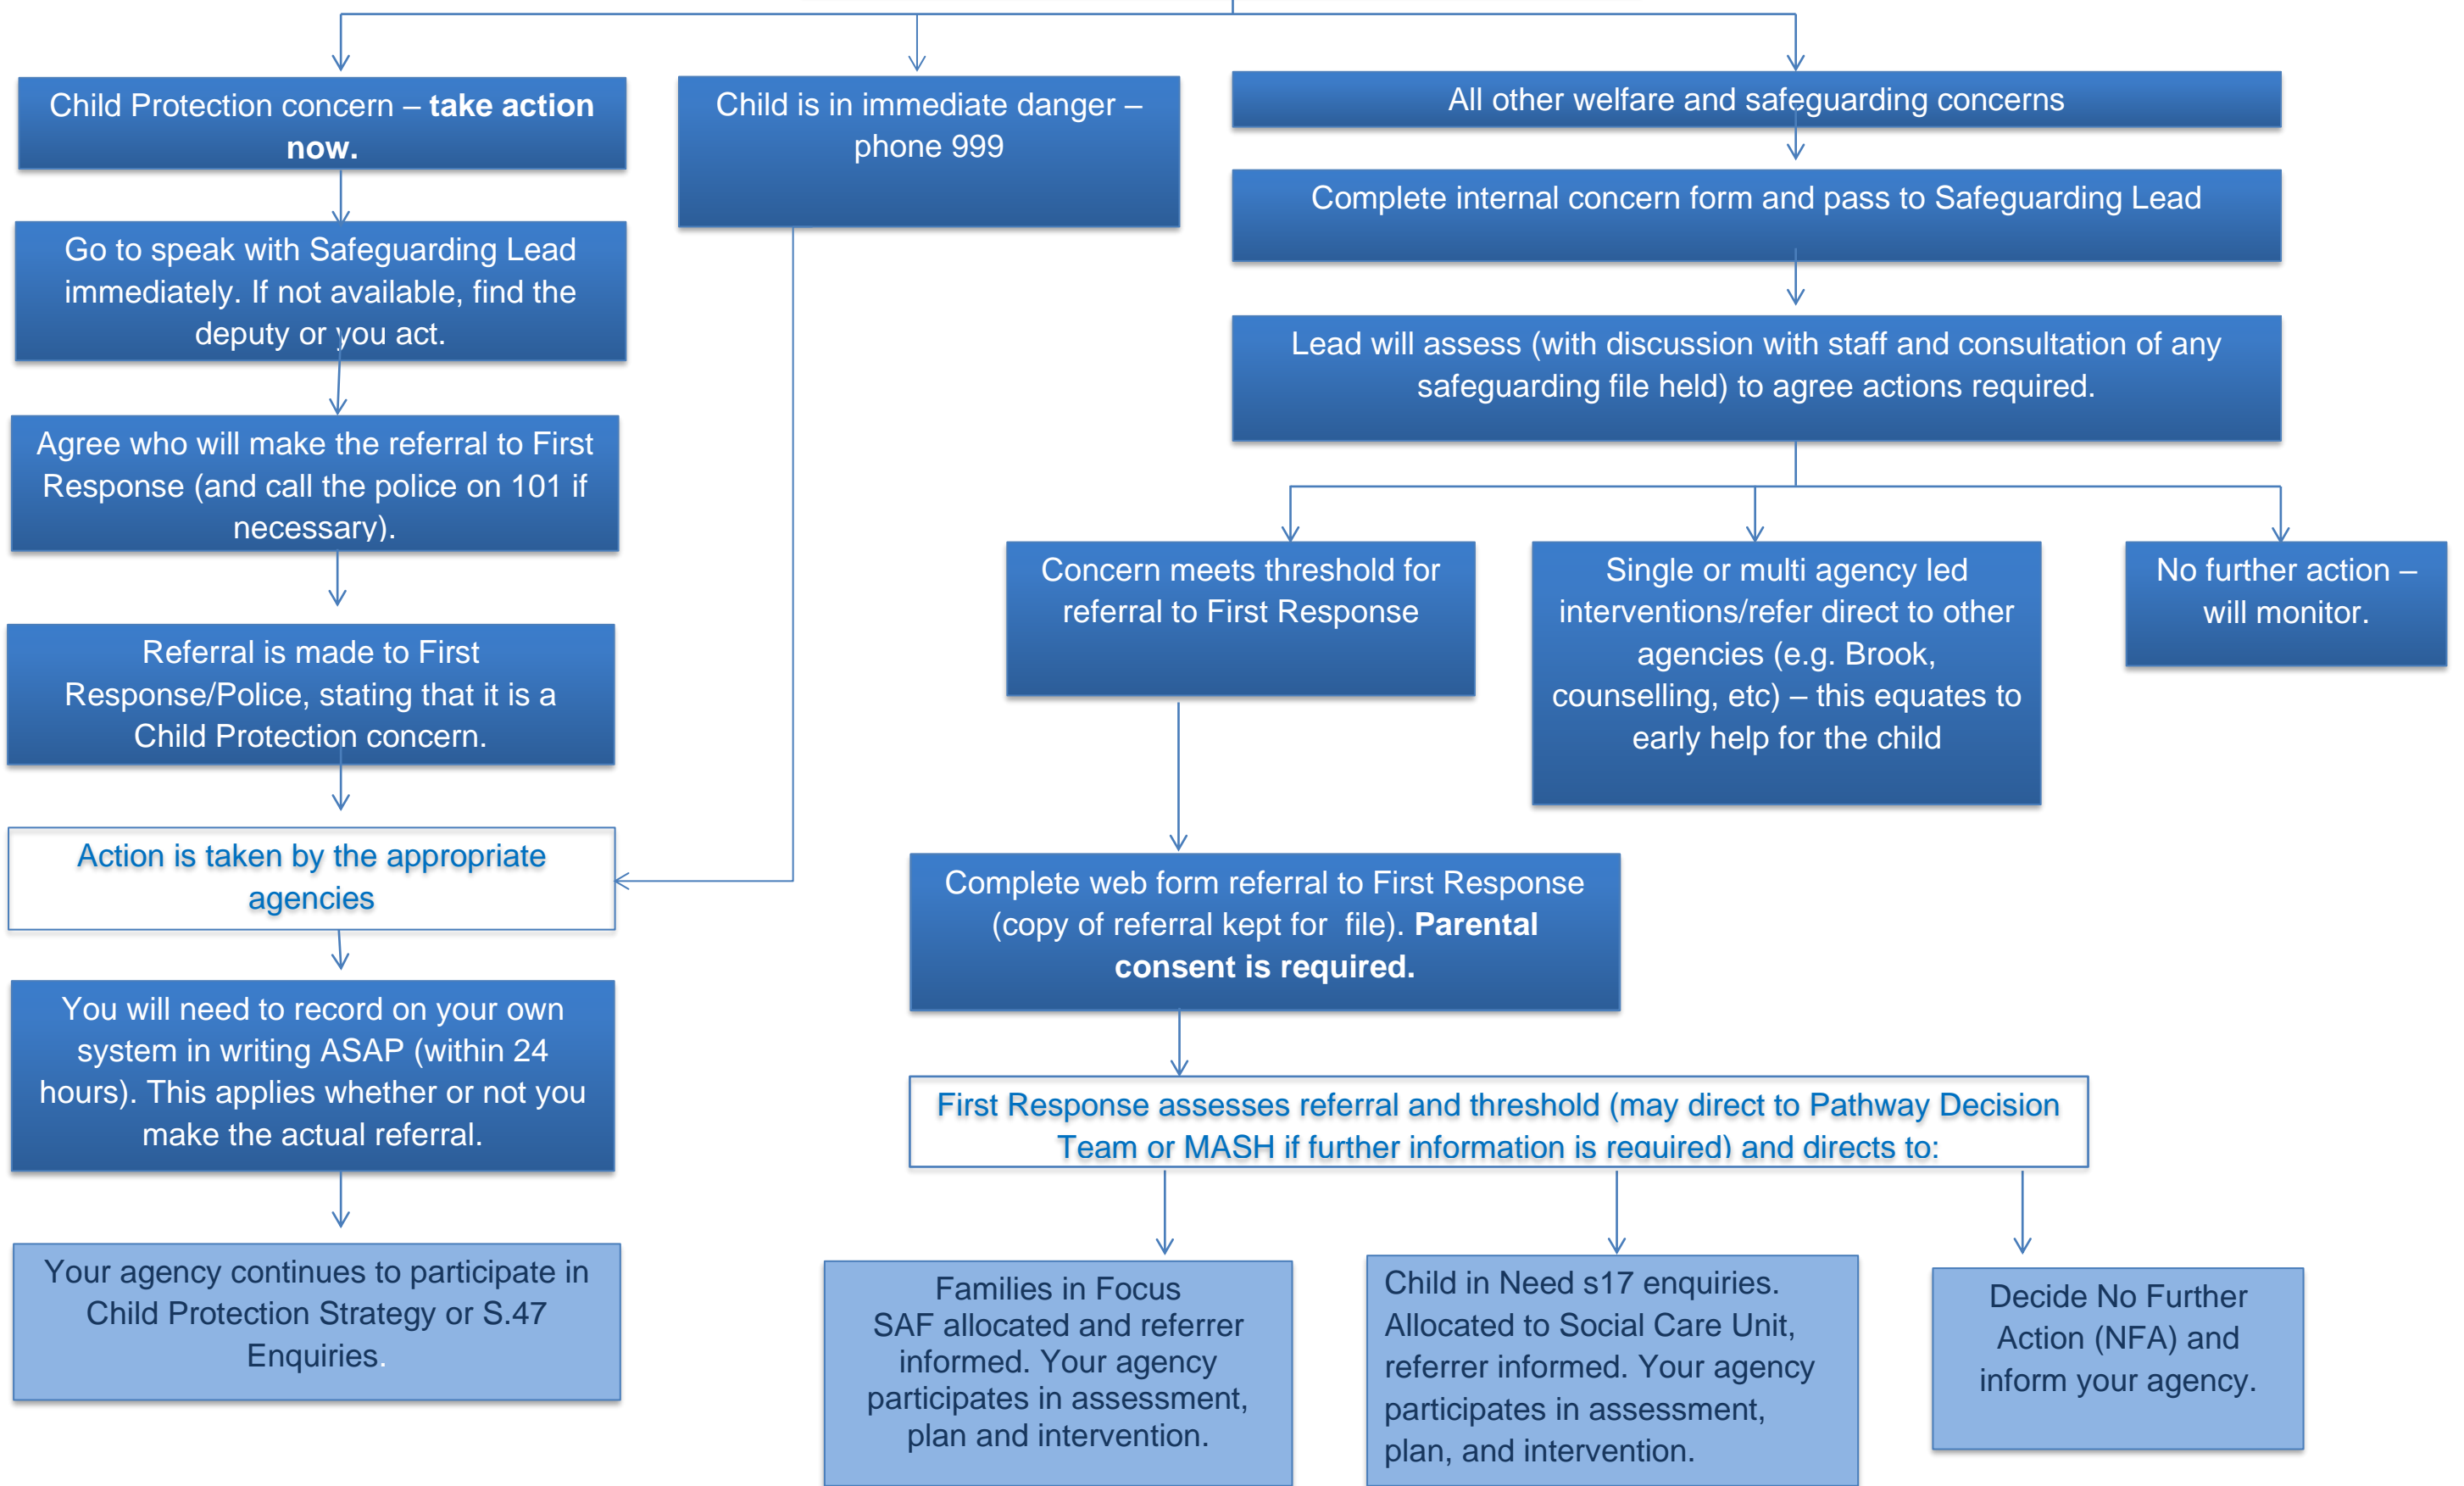 Child Protection concern – take action
now.
Child is in immediate danger –
phone 999
All other welfare and safeguarding concerns
Go to speak with Safeguarding Lead
immediately. If not available, find the
deputy or you act.
Complete internal concern form and pass to Safeguarding Lead
Lead will assess (with discussion with staff and consultation of any
safeguarding file held) to agree actions required.
Agree who will make the referral to First
Response (and call the police on 101 if
necessary).
Referral is made to First
Response/Police, stating that it is a
Child Protection concern.
Concern meets threshold for
referral to First Response
Single or multi agency led
interventions/refer direct to other
agencies (e.g. Brook,
counselling, etc) – this equates to
early help for the child
No further action –
will monitor.
Action is taken by the appropriate
agencies
Complete web form referral to First Response
(copy of referral kept for file). Parental
consent is required.
You will need to record on your own
system in writing ASAP (within 24
hours). This applies whether or not you
make the actual referral.
First Response assesses referral and threshold (may direct to Pathway Decision
Team or MASH if further information is required) and directs to:
Your agency continues to participate in
Child Protection Strategy or S.47
Enquiries.
Families in Focus
SAF allocated and referrer
informed. Your agency
participates in assessment,
plan and intervention.
Child in Need s17 enquiries.
Allocated to Social Care Unit,
referrer informed. Your agency
participates in assessment,
plan, and intervention.
Decide No Further
Action (NFA) and
inform your agency.